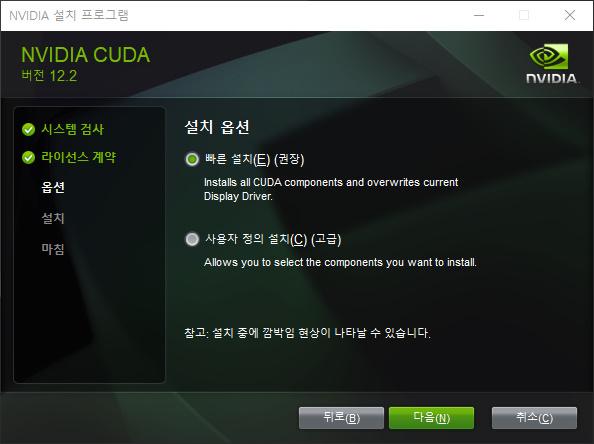 NVIDIA 설치 프로그램
NVIDIA CUDA
버전 12.2
NVIDIA.
시스템 검사
라이선스 계약
옵션
설치
마침
설치 옵션
빠른 설치(E) (권장)
Installs all CUDA components and overwrites current
Display Driver.
사용자 정의 설치(C) (고급)
Allows you to select the components you want to install.
참고: 설치 중에 깜박임 현상이 나타날 수 있습니다.
뒤로(B)
다음(N)
취소(C)